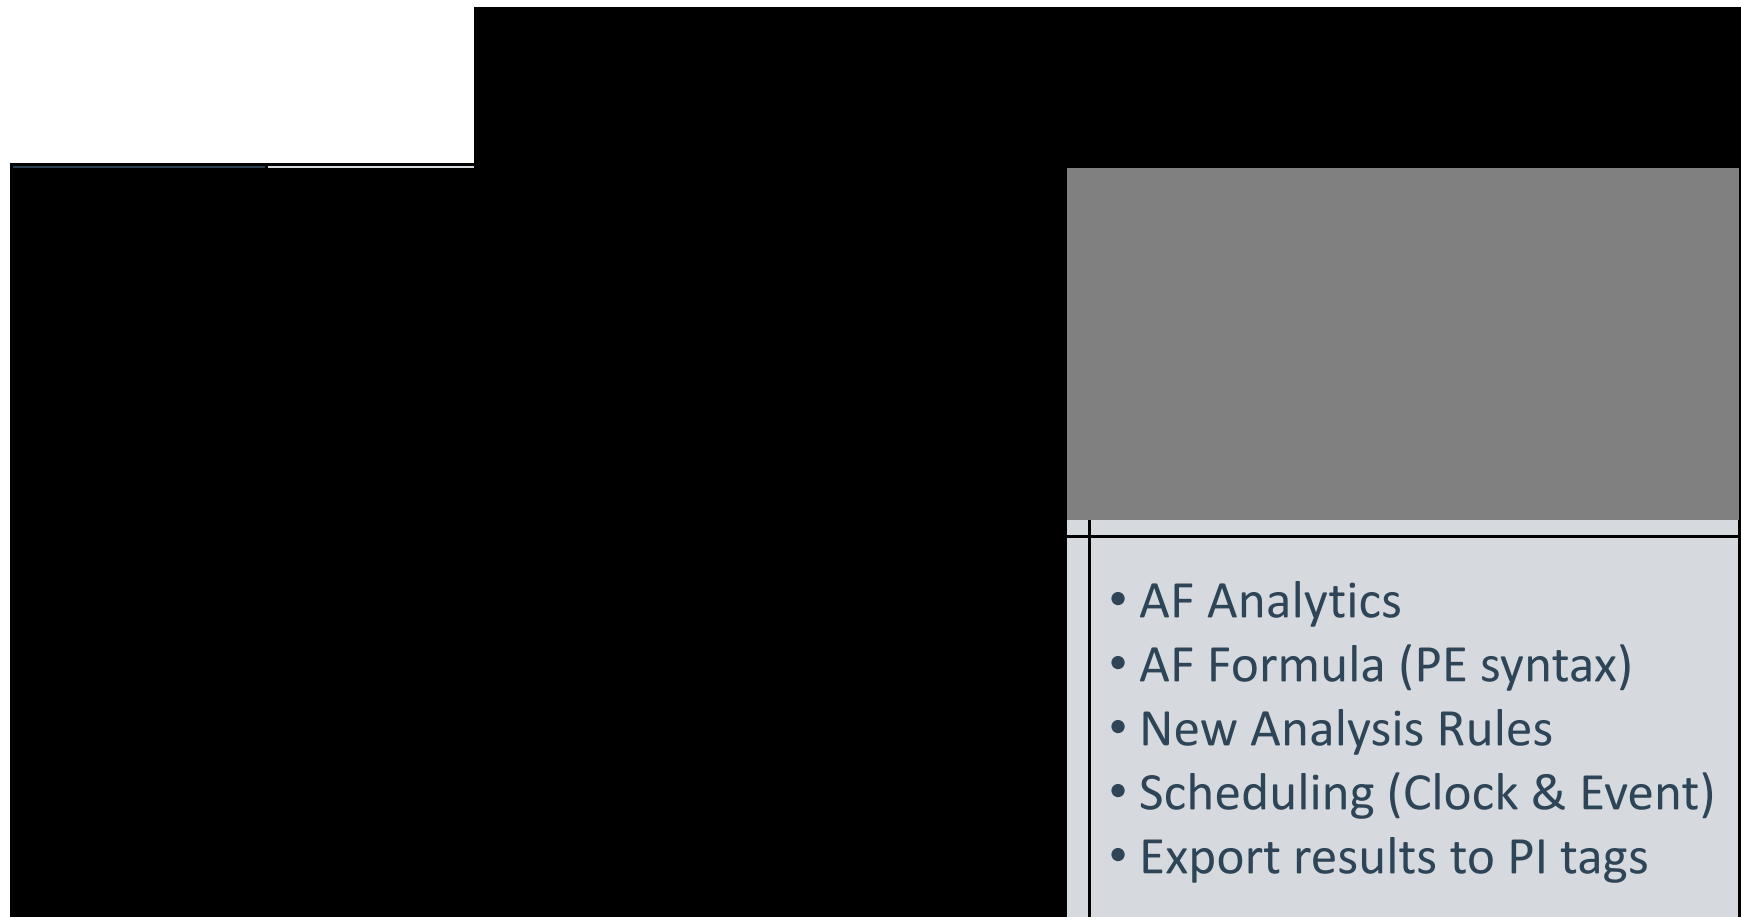 • AF Analytics
• AF Formula (PE syntax)
• New Analysis Rules
• Scheduling (Clock & Event)
• Export results to PI tags